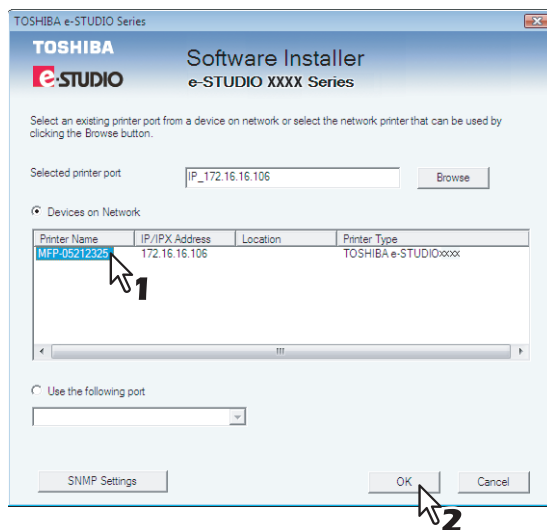 TOSHIBA e-STUDIO Series
TOSHIBA
e-STUDIO
Software Installer
e-STUDIO XXXX Series
Select an existing printer port from a device on network or select the network printer that can be used by
clicking the Browse button.
Selected printer port IP_172.16.16.106 Browse
Devices on Network
Printer Name IP/IPX Address Location Printer Type
MFP-05212325 172.16.16.106 TOSHIBA e-STUDIOxxxx
1
Use the following port
SNMP Settings OK Cancel
2